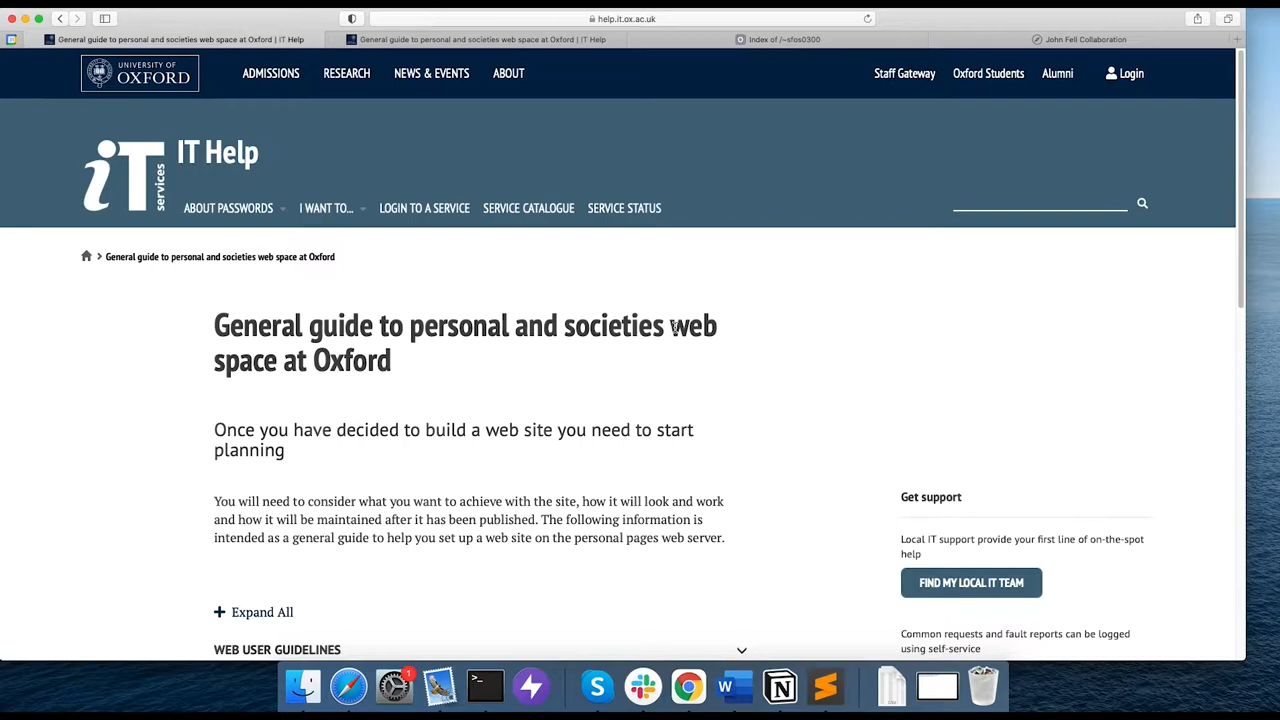 help.it.ox.ac.uk
General guide to personal and societies web space at Oxford | IT Help
General guide to personal and societies web space at Oxford | IT Help
Index of /~sfos0300
John Fell Collaboration
UNIVERSITY OF
OXFORD
ADMISSIONS
RESEARCH
NEWS & EVENTS
ABOUT
Staff Gateway
Oxford Students
Alumni
Login
iT
services
IT Help
ABOUT PASSWORDS
I WANT TO...
LOGIN TO A SERVICE
SERVICE CATALOGUE
SERVICE STATUS
General guide to personal and societies web space at Oxford
General guide to personal and societies web
space at Oxford
Once you have decided to build a web site you need to start
planning
You will need to consider what you want to achieve with the site, how it will look and work
and how it will be maintained after it has been published. The following information is
intended as a general guide to help you set up a web site on the personal pages web server.
Expand All
WEB USER GUIDELINES
Get support
Local IT support provide your first line of on-the-spot
help
FIND MY LOCAL IT TEAM
Common requests and fault reports can be logged
using self-service
1
>_
S
W
N